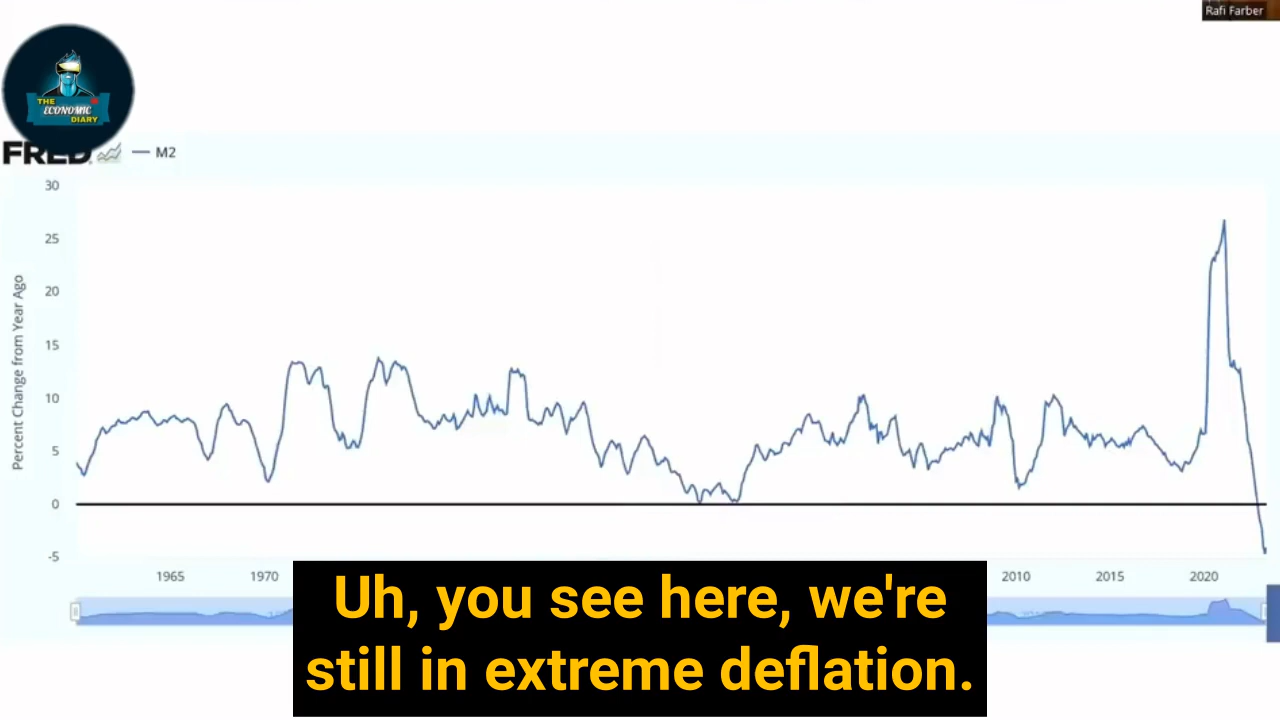 Rafi Farber
THE
ECONOMIC
DIARY
FRED
M2
30
25
20
15
10
5
0
-5
Percent Change from Year Ago
1965 1970 2010 2015 2020
Uh, you see here, we're
still in extreme deflation.